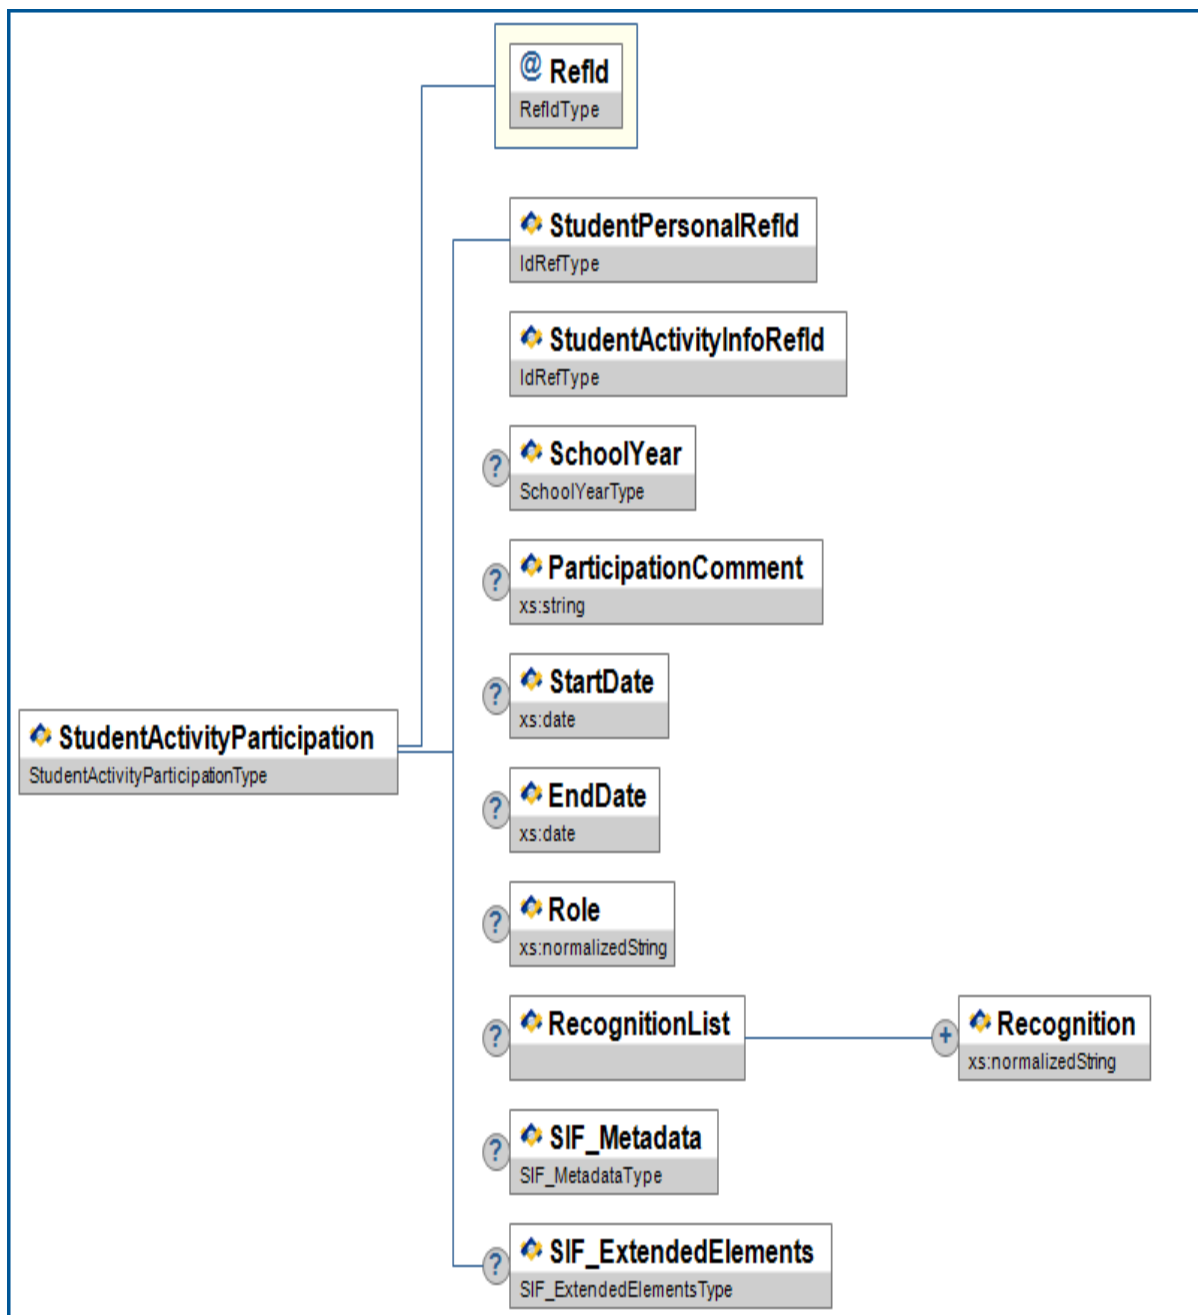 @ RefId
RefIdType
StudentPersonalRefId
IdRefType
StudentActivityInfoRefId
IdRefType
? SchoolYear
SchoolYearType
? ParticipationComment
xs:string
? StartDate
xs:date
StudentActivityParticipation
StudentActivityParticipationType
? EndDate
xs:date
? Role
xs:normalizedString
? RecognitionList
+ Recognition
xs:normalizedString
? SIF_Metadata
SIF_MetadataType
? SIF_ExtendedElements
SIF_ExtendedElementsType